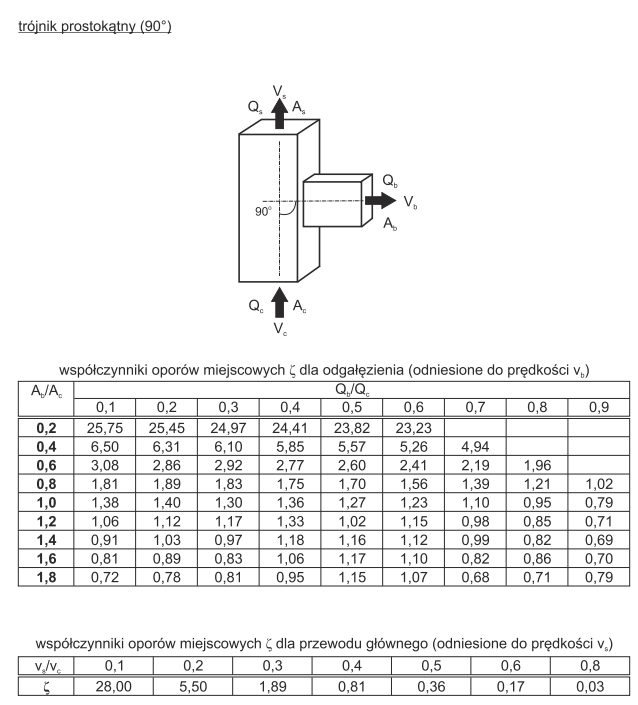 trójnik prostokątny (90°)
Vs
Qs As
Qb
Vb
90°
Ab
Qc Ac
Vc
współczynniki oporów miejscowych ζ dla odgałęzienia (odniesione do prędkości vb)
Ab/Ac Qb/Qc
0,1 0,2 0,3 0,4 0,5 0,6 0,7 0,8 0,9
0,2 25,75 25,45 24,97 24,41 23,82 23,23
0,4 6,50 6,31 6,10 5,85 5,57 5,26 4,94
0,6 3,08 2,86 2,92 2,77 2,60 2,41 2,19 1,96
0,8 1,81 1,89 1,83 1,75 1,70 1,56 1,39 1,21 1,02
1,0 1,38 1,40 1,30 1,36 1,27 1,23 1,10 0,95 0,79
1,2 1,06 1,12 1,17 1,33 1,02 1,15 0,98 0,85 0,71
1,4 0,91 1,03 0,97 1,18 1,16 1,12 0,99 0,82 0,69
1,6 0,81 0,89 0,83 1,06 1,17 1,10 0,82 0,86 0,70
1,8 0,72 0,78 0,81 0,95 1,15 1,07 0,68 0,71 0,79
współczynniki oporów miejscowych ζ dla przewodu głównego (odniesione do prędkości vs)
vs/vc 0,1 0,2 0,3 0,4 0,5 0,6 0,8
ζ 28,00 5,50 1,89 0,81 0,36 0,17 0,03